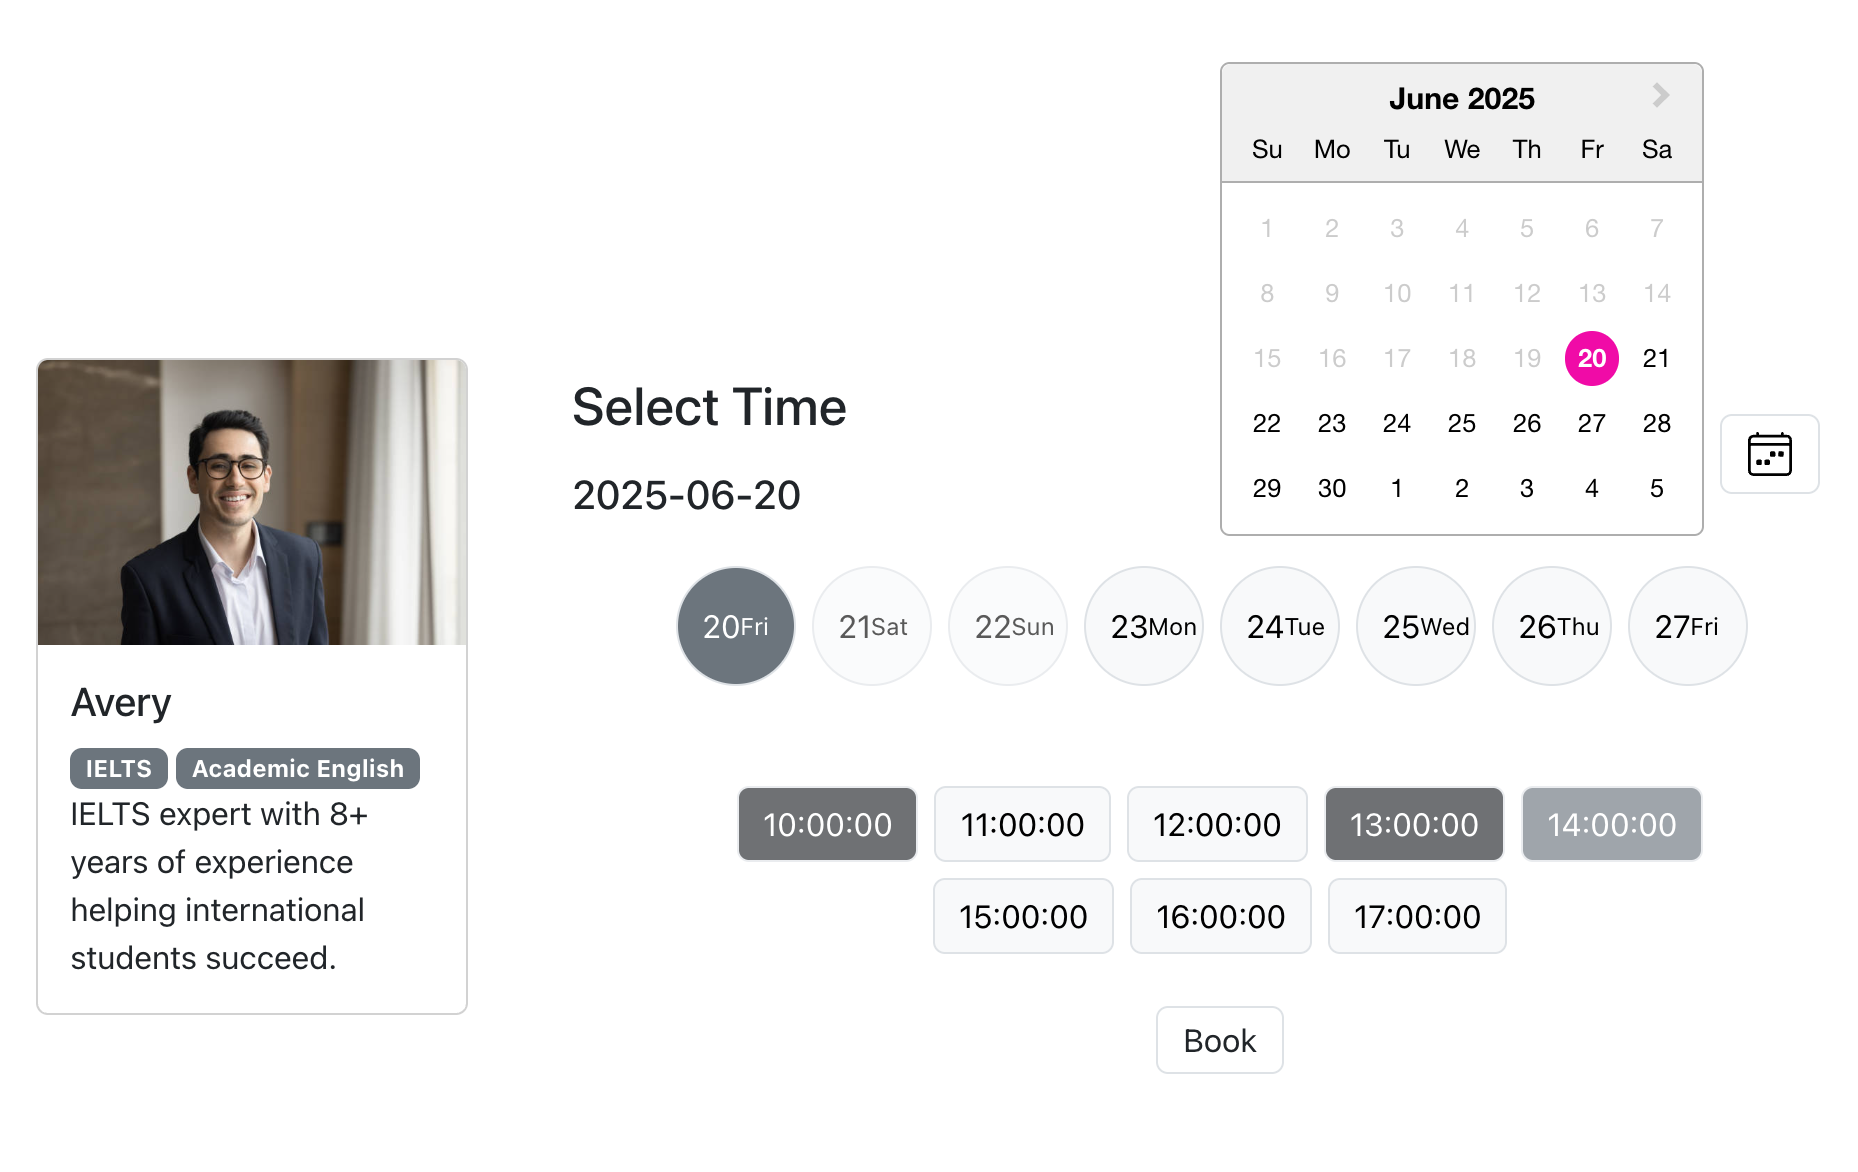 June 2025
Su Mo Tu We Th Fr Sa
1 2 3 4 5 6 7
8 9 10 11 12 13 14
15 16 17 18 19 20 21
22 23 24 25 26 27 28
29 30 1 2 3 4 5
Select Time
2025-06-20
20Fri 21Sat 22Sun 23Mon 24Tue 25Wed 26Thu 27Fri
10:00:00 11:00:00 12:00:00 13:00:00 14:00:00
15:00:00 16:00:00 17:00:00
Book
Avery
IELTS Academic English
IELTS expert with 8+
years of experience
helping international
students succeed.